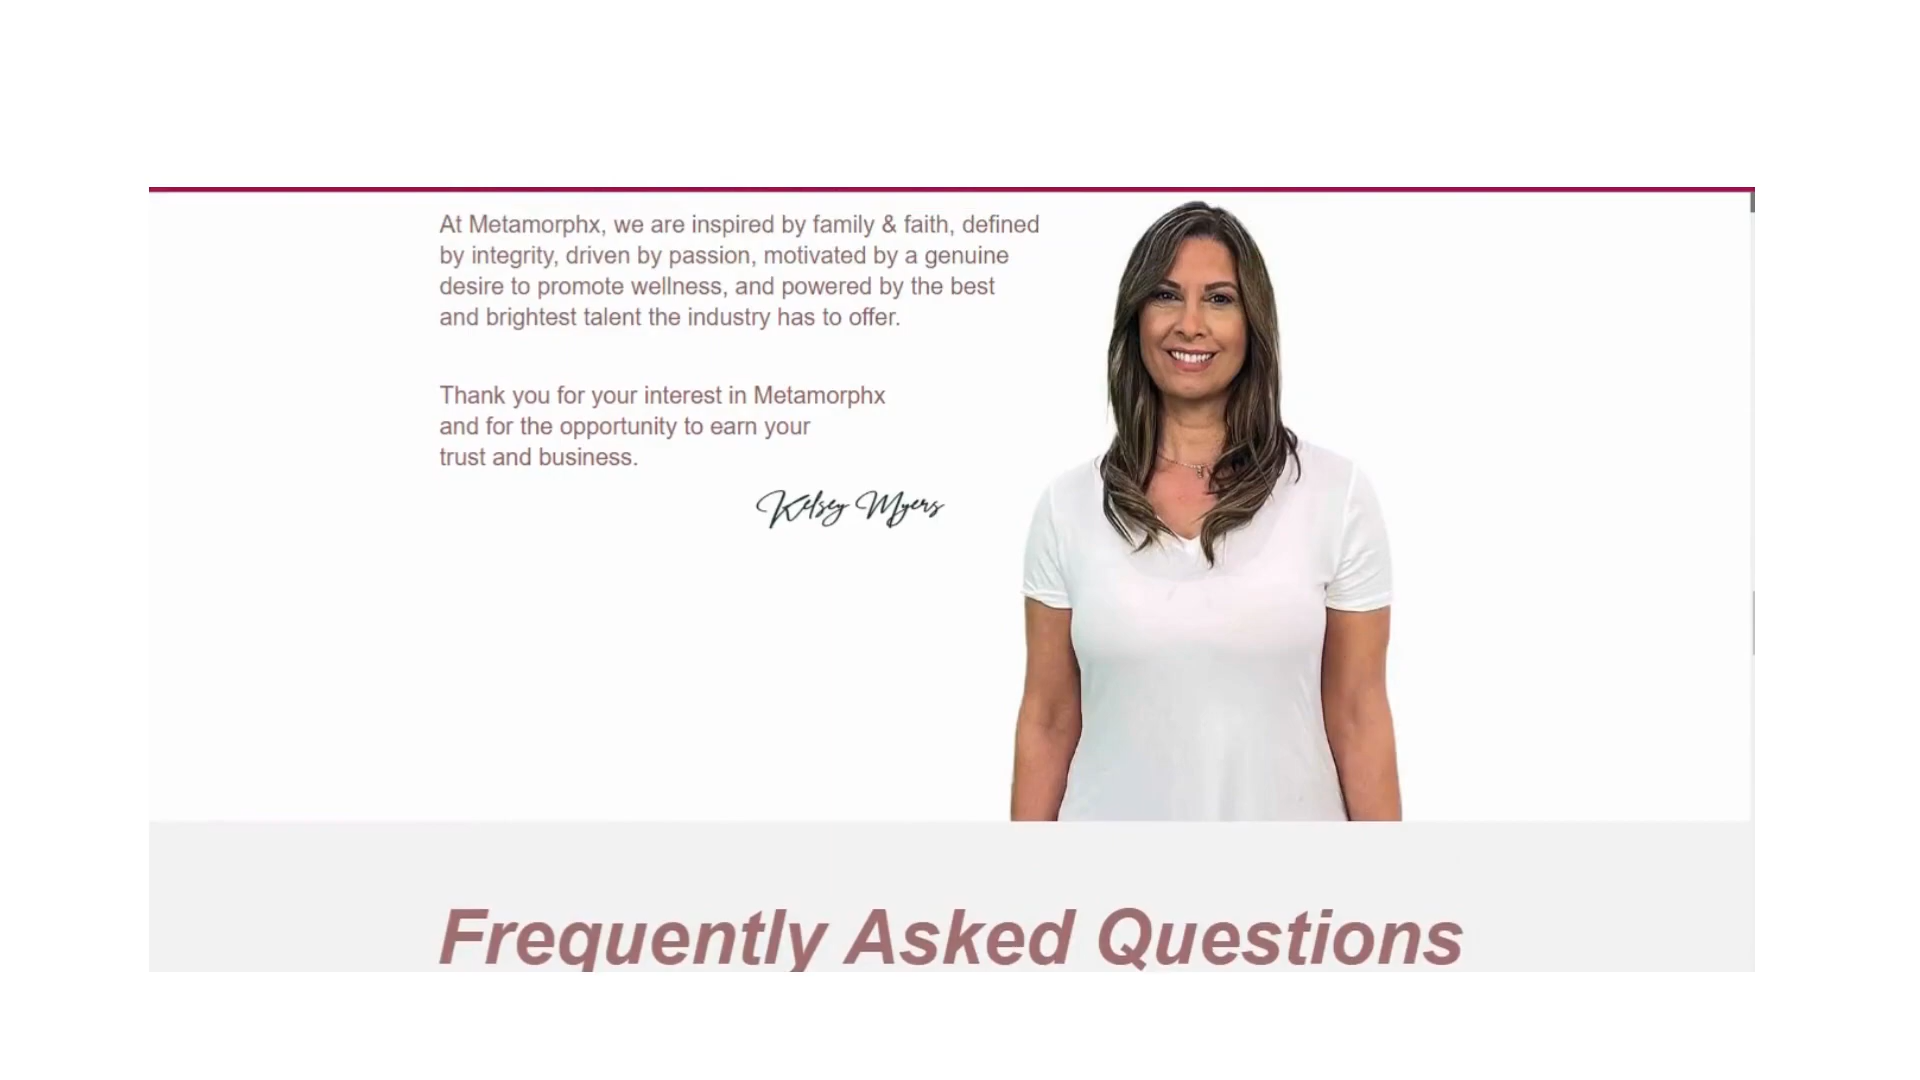 At Metamorphx, we are inspired by family & faith, defined
by integrity, driven by passion, motivated by a genuine
desire to promote wellness, and powered by the best
and brightest talent the industry has to offer.
Thank you for your interest in Metamorphx
and for the opportunity to earn your
trust and business.
Kelsey Myers
Frequently Asked Questions